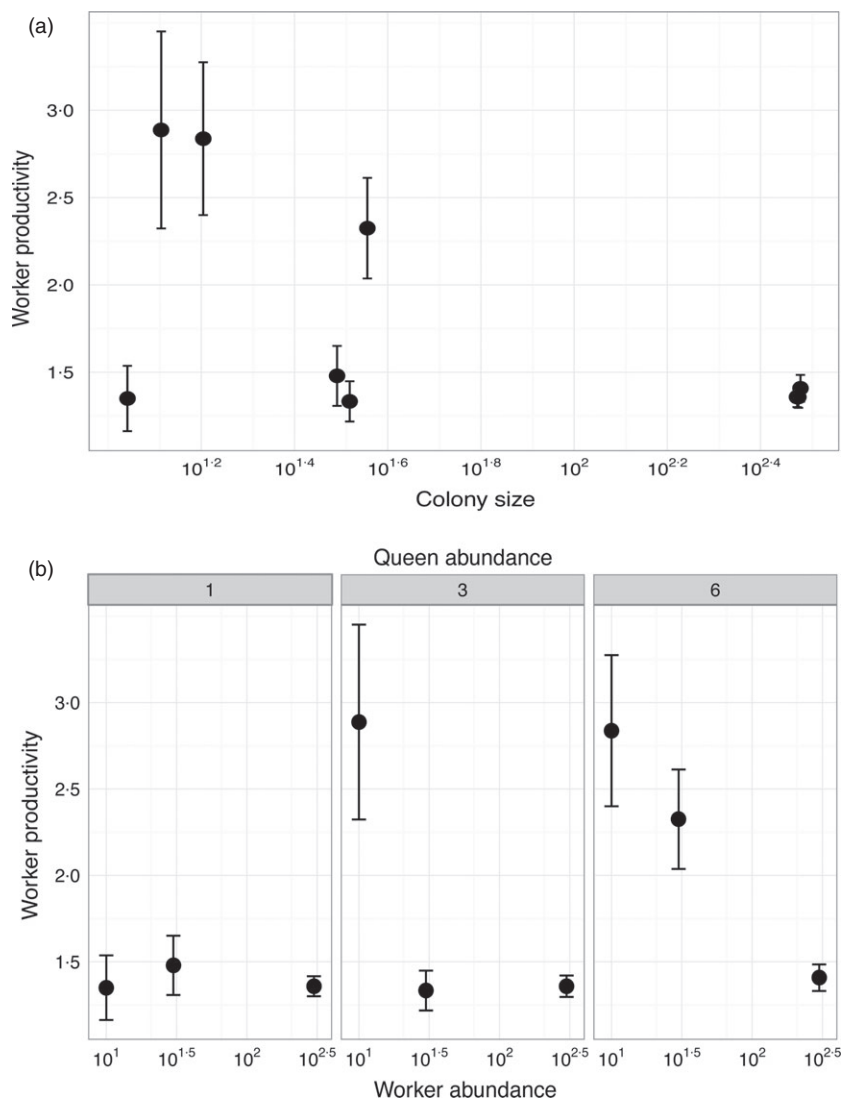 (a)
Worker productivity
3·0
2·5
2·0
1·5
10^1·2 10^1·4 10^1·6 10^1·8 10^2 10^2·2 10^2·4
Colony size
(b)
Queen abundance
1 3 6
Worker productivity
3·0
2·5
2·0
1·5
10^1 10^1·5 10^2 10^2·5 10^1 10^1·5 10^2 10^2·5 10^1 10^1·5 10^2 10^2·5
Worker abundance